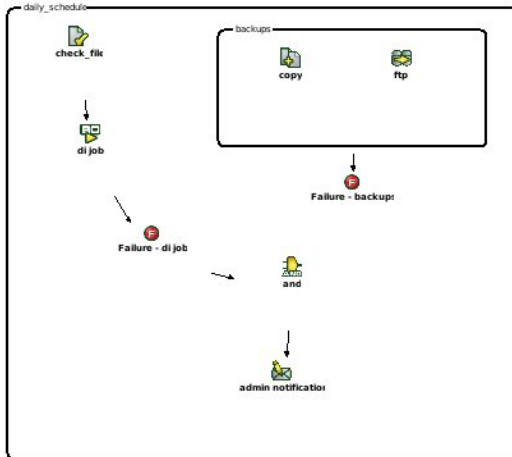 daily_schedule
backups
check_file
copy
ftp
di job
Failure - backups
Failure - di job
and
admin notification